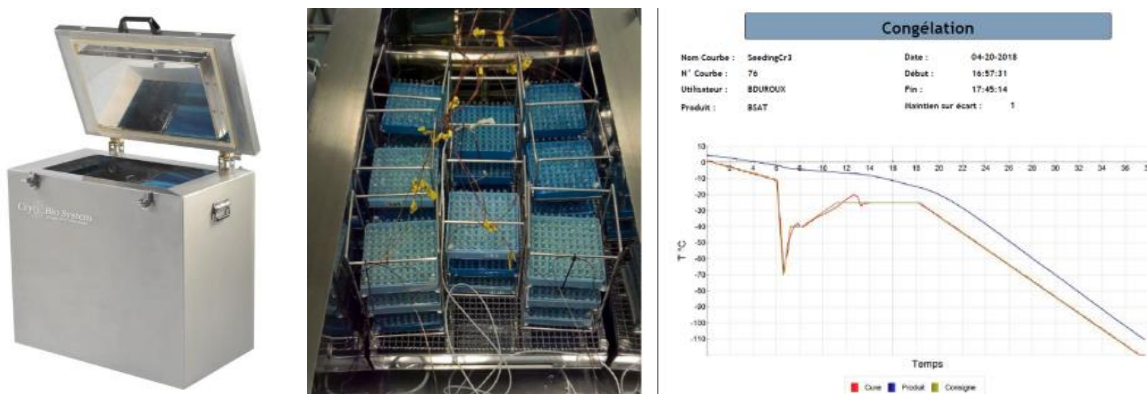 Cryo Bio System
Congélation
Nom Courbe : SeedingCr3
Date : 04-20-2018
N° Courbe : 76
Début : 16:57:31
Utilisateur : BDUROUX
Fin : 17:45:14
Produit : BSAT
Maintien sur écart : 1
T °C
10
0
-10
-20
-30
-40
-50
-60
-70
-80
-90
-100
-110
2 4 6 8 10 12 14 16 18 20 22 24 26 28 30 32 34 36
Temps
Cuve Produit Consigne